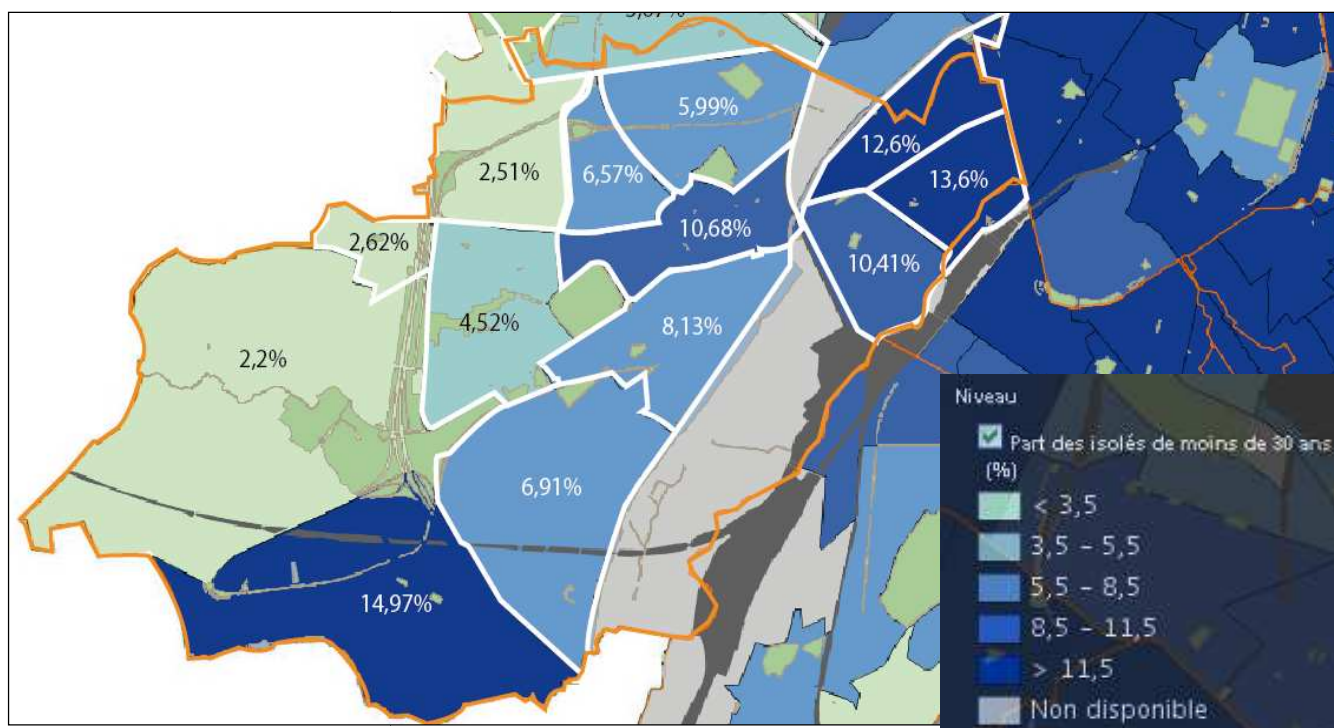 5,99%
12,6%
2,51%
6,57%
13,6%
10,68%
2,62%
10,41%
4,52%
8,13%
2,2%
6,91%
14,97%
Niveau
Part des isolés de moins de 30 ans
(%)
< 3,5
3,5 – 5,5
5,5 – 8,5
8,5 – 11,5
> 11,5
Non disponible